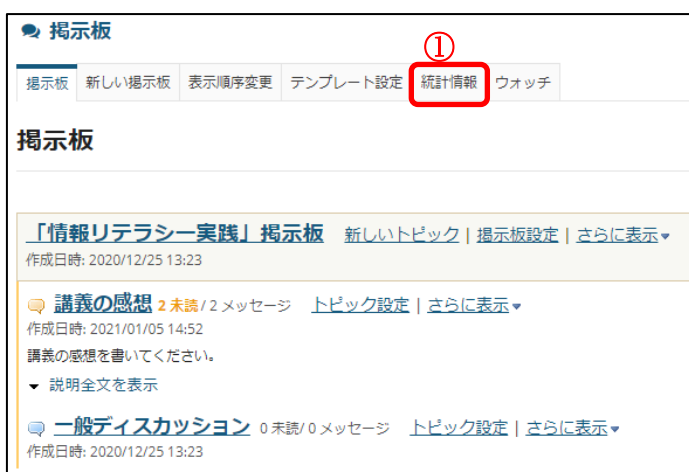 掲示板
①
掲示板 新しい掲示板 表示順序変更 テンプレート設定 統計情報 ウォッチ
掲示板
「情報リテラシー実践」掲示板 新しいトピック | 掲示板設定 | さらに表示
作成日時: 2020/12/25 13:23
講義の感想 2 未読 / 2 メッセージ トピック設定 | さらに表示
作成日時: 2021/01/05 14:52
講義の感想を書いてください。
説明全文を表示
一般ディスカッション 0 未読 / 0 メッセージ トピック設定 | さらに表示
作成日時: 2020/12/25 13:23